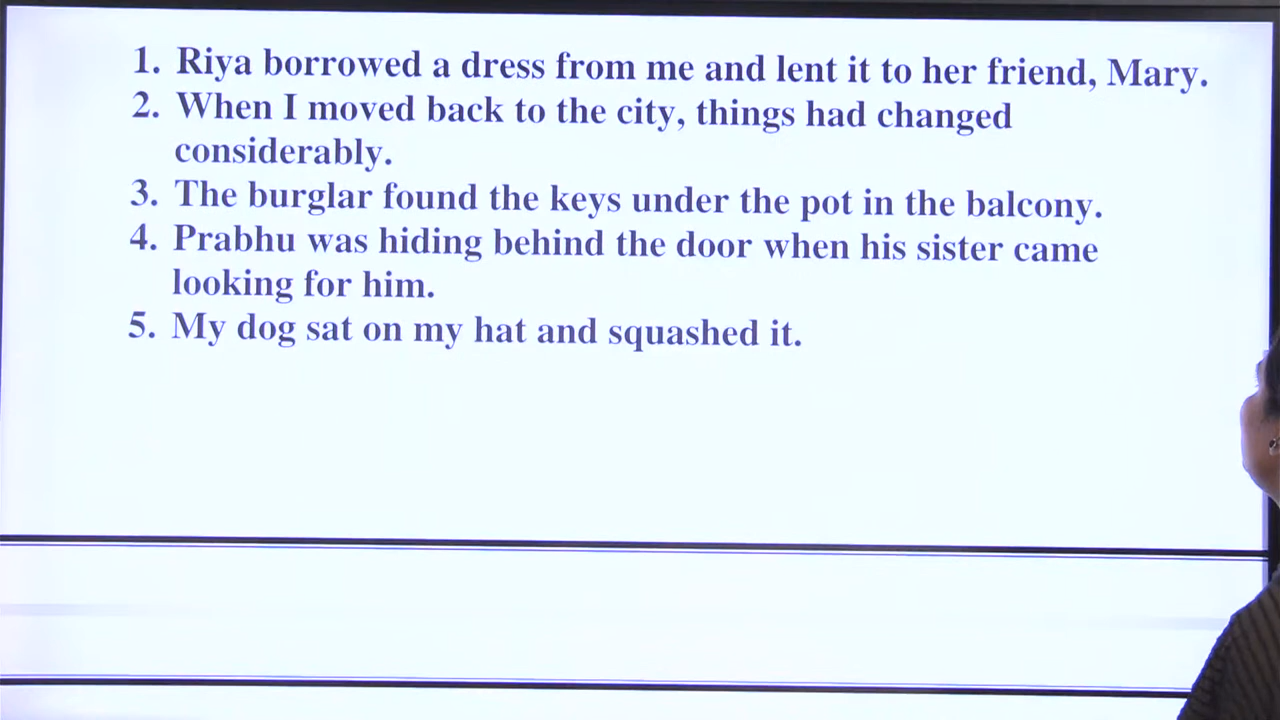 1. Riya borrowed a dress from me and lent it to her friend, Mary.
2. When I moved back to the city, things had changed
considerably.
3. The burglar found the keys under the pot in the balcony.
4. Prabhu was hiding behind the door when his sister came
looking for him.
5. My dog sat on my hat and squashed it.